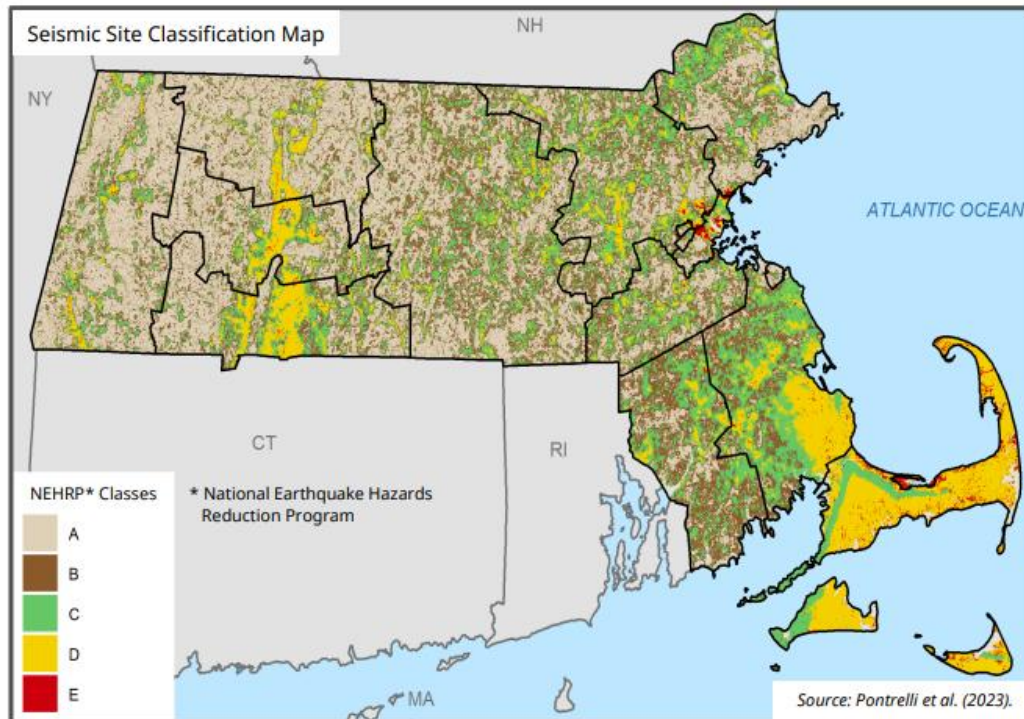 Seismic Site Classification Map
NH
NY
ATLANTIC OCEAN
CT
RI
NEHRP* Classes
* National Earthquake Hazards
Reduction Program
A
B
C
D
E
MA
Source: Pontrelli et al. (2023).